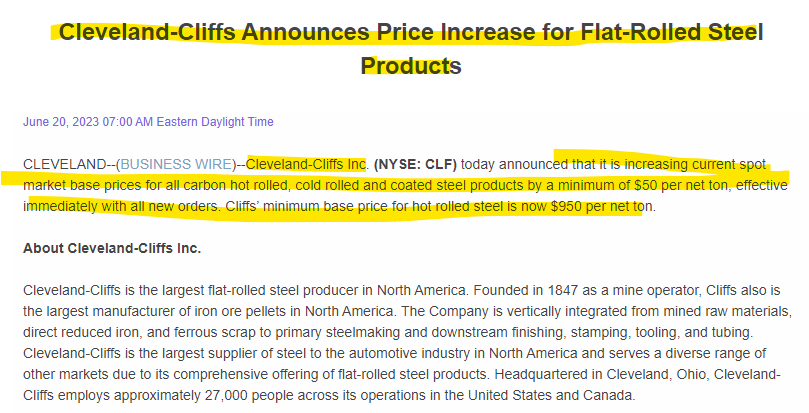 Cleveland-Cliffs Announces Price Increase for Flat-Rolled Steel
Products
June 20, 2023 07:00 AM Eastern Daylight Time
CLEVELAND--(BUSINESS WIRE)--Cleveland-Cliffs Inc. (NYSE: CLF) today announced that it is increasing current spot
market base prices for all carbon hot rolled, cold rolled and coated steel products by a minimum of $50 per net ton, effective
immediately with all new orders. Cliffs' minimum base price for hot rolled steel is now $950 per net ton.
About Cleveland-Cliffs Inc.
Cleveland-Cliffs is the largest flat-rolled steel producer in North America. Founded in 1847 as a mine operator, Cliffs also is
the largest manufacturer of iron ore pellets in North America. The Company is vertically integrated from mined raw materials,
direct reduced iron, and ferrous scrap to primary steelmaking and downstream finishing, stamping, tooling, and tubing.
Cleveland-Cliffs is the largest supplier of steel to the automotive industry in North America and serves a diverse range of
other markets due to its comprehensive offering of flat-rolled steel products. Headquartered in Cleveland, Ohio, Cleveland-
Cliffs employs approximately 27,000 people across its operations in the United States and Canada.